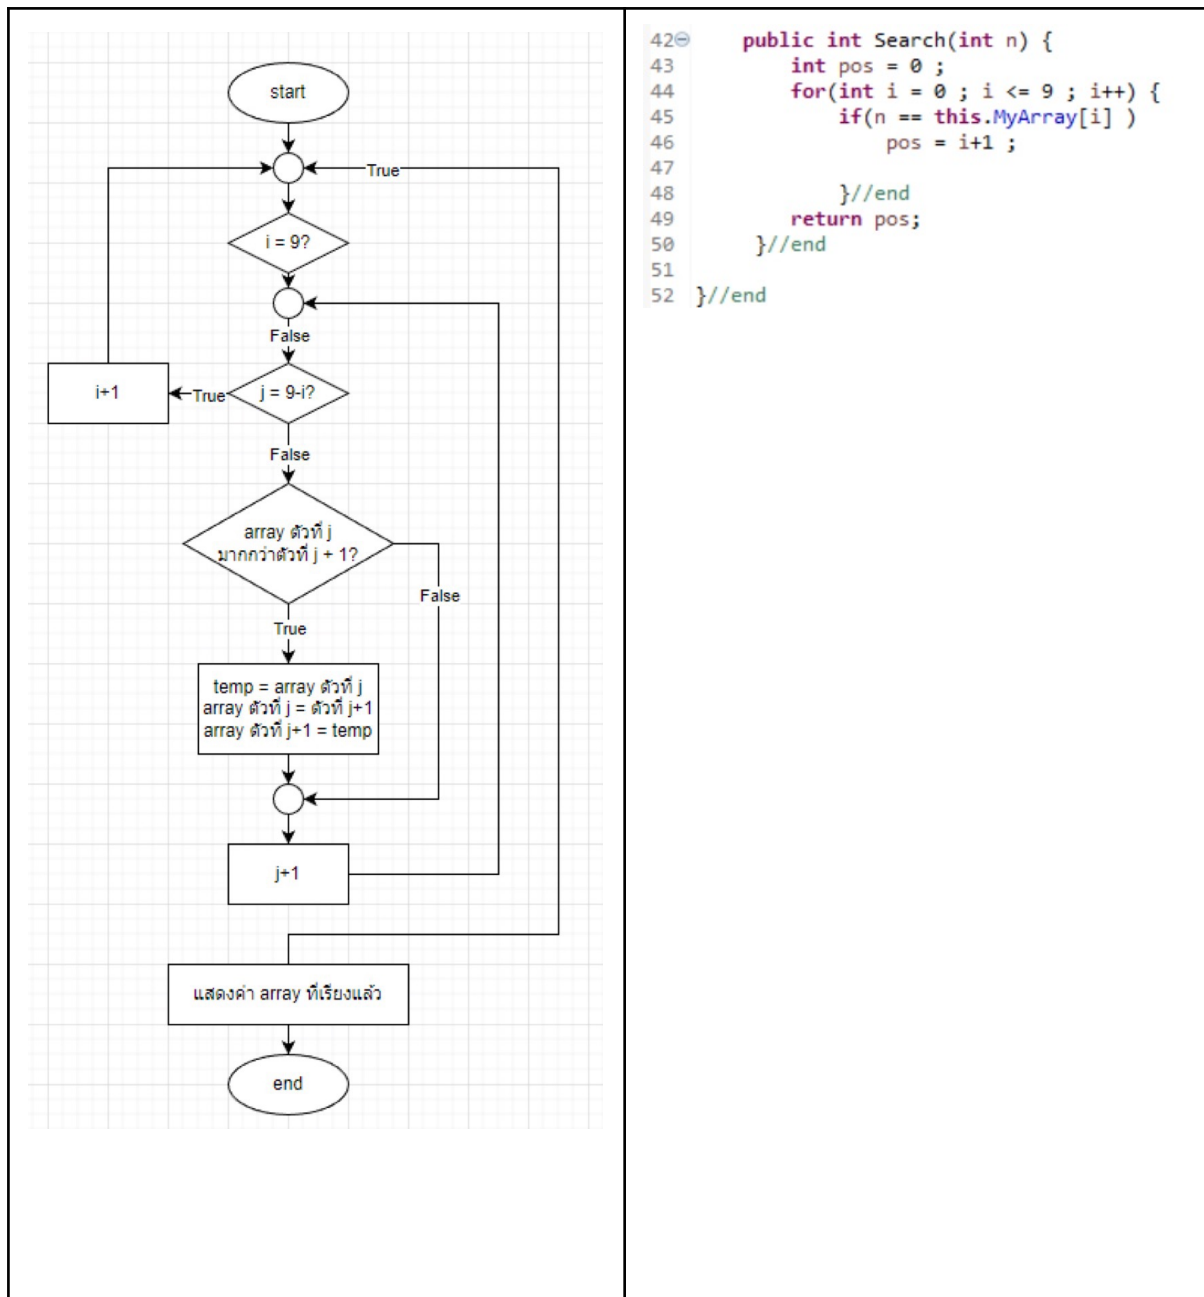 start
True
i = 9?
False
i+1
True
j = 9-i?
False
array ตัวที่ j
มากกว่าตัวที่ j + 1?
False
True
temp = array ตัวที่ j
array ตัวที่ j = ตัวที่ j+1
array ตัวที่ j+1 = temp
j+1
แสดงค่า array ที่เรียงแล้ว
end
42 public int Search(int n) {
43 int pos = 0 ;
44 for(int i = 0 ; i <= 9 ; i++) {
45 if(n == this.MyArray[i] )
46 pos = i+1 ;
47
48 }//end
49 return pos;
50 }//end
51
52 }//end